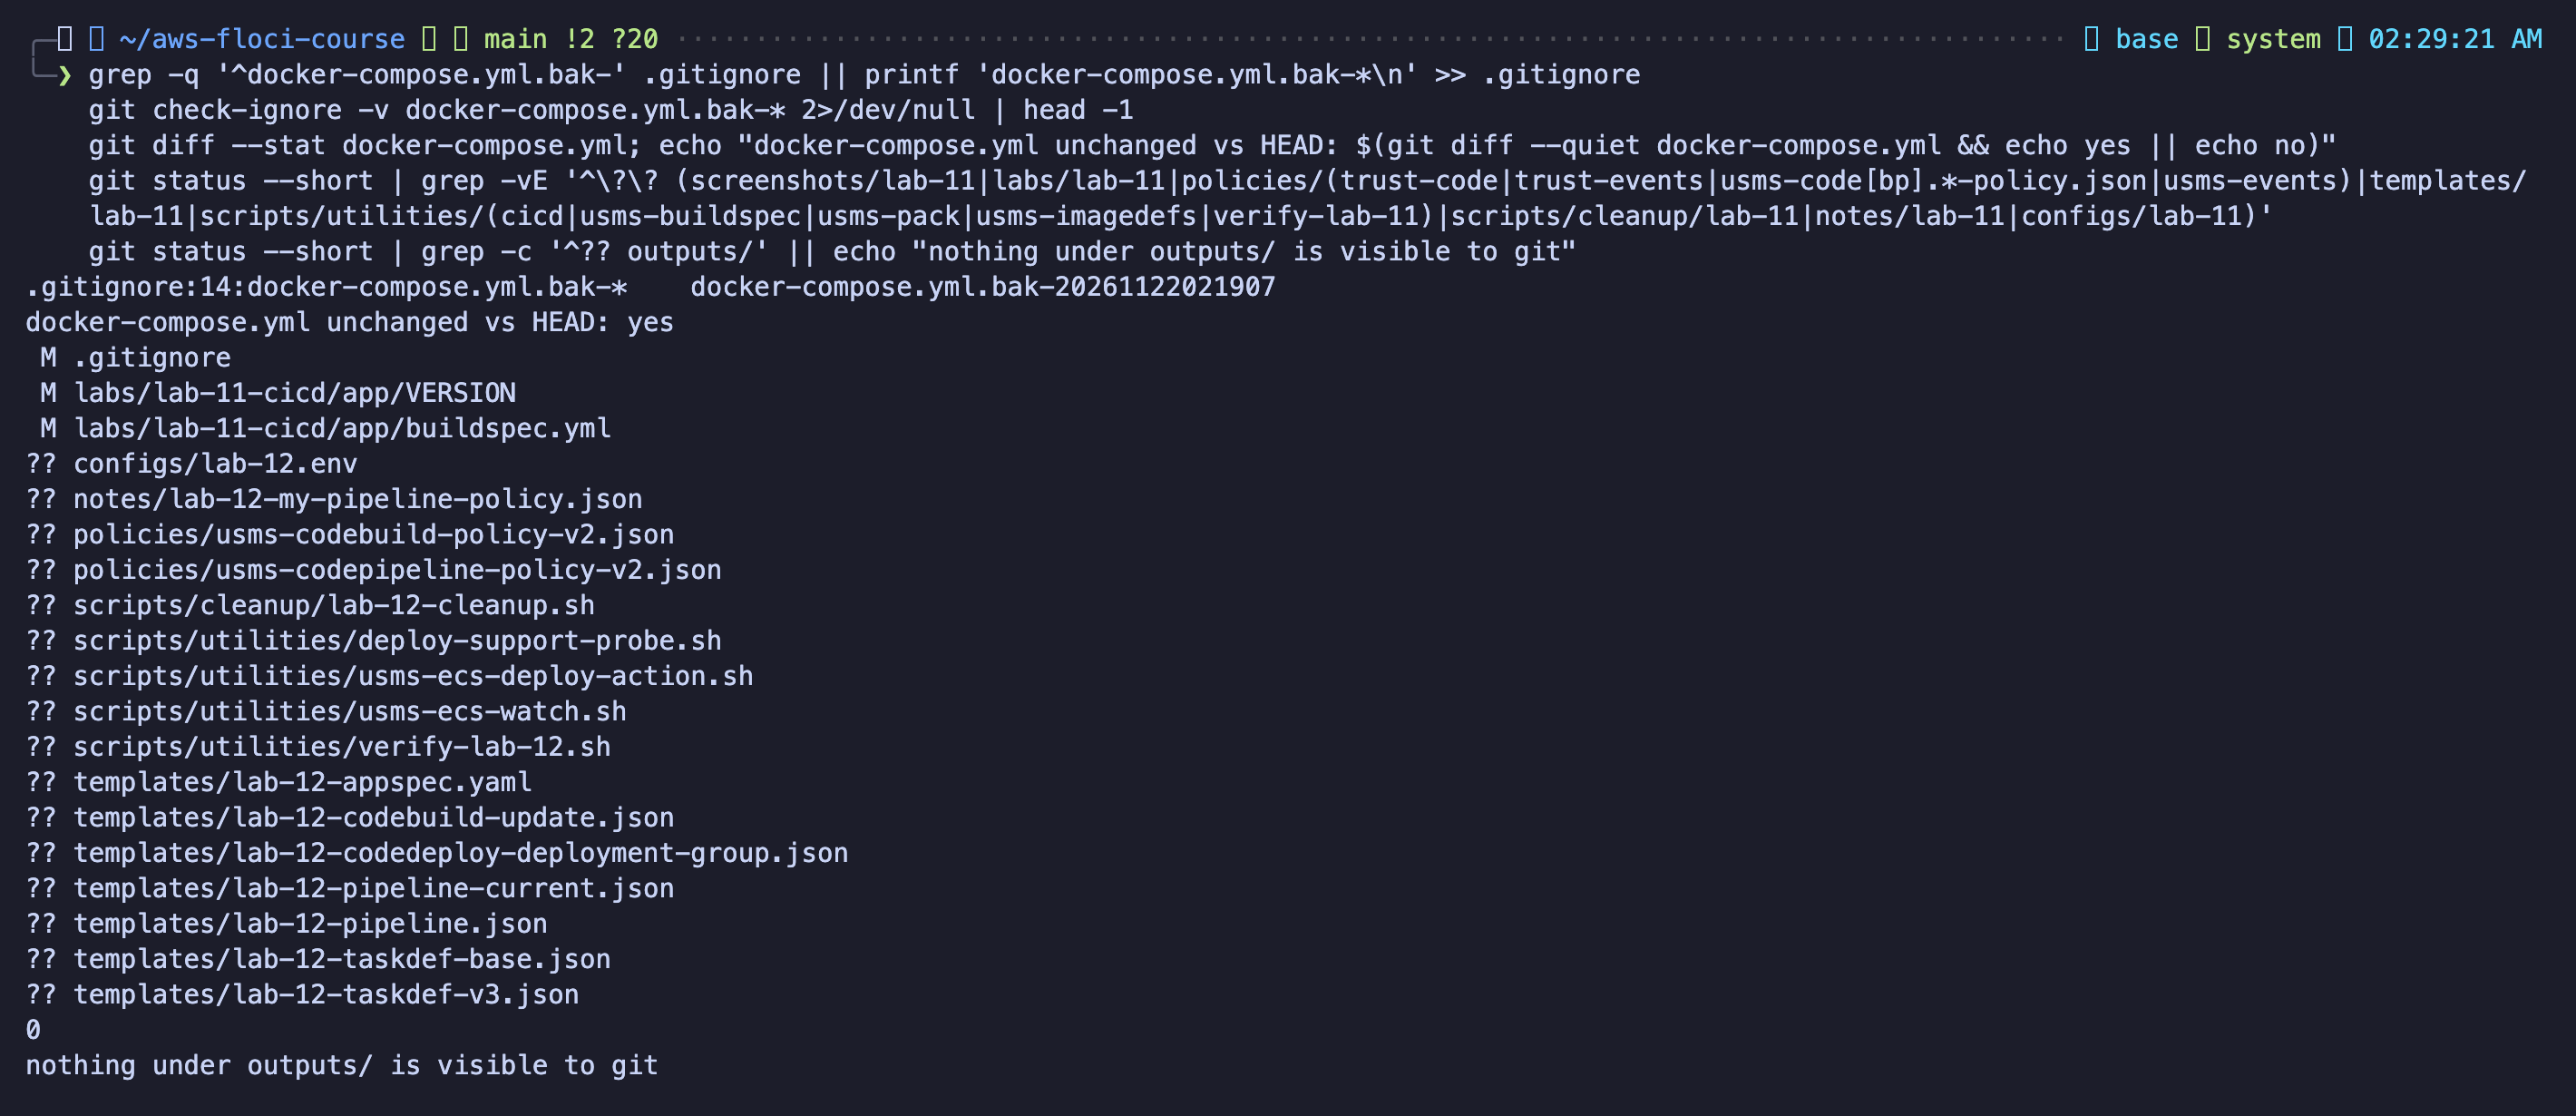 ~/aws-floci-course main !2 ?20 base system 02:29:21 AM
❯ grep -q '^docker-compose.yml.bak-' .gitignore || printf 'docker-compose.yml.bak-*\n' >> .gitignore
git check-ignore -v docker-compose.yml.bak-* 2>/dev/null | head -1
git diff --stat docker-compose.yml; echo "docker-compose.yml unchanged vs HEAD: $(git diff --quiet docker-compose.yml && echo yes || echo no)"
git status --short | grep -vE '^\?\? (screenshots/lab-11|labs/lab-11|policies/(trust-code|trust-events|usms-code[bp].*-policy.json|usms-events)|templates/
lab-11|scripts/utilities/(cicd|usms-buildspec|usms-pack|usms-imagedefs|verify-lab-11)|scripts/cleanup/lab-11|notes/lab-11|configs/lab-11)'
git status --short | grep -c '^?? outputs/' || echo "nothing under outputs/ is visible to git"
.gitignore:14:docker-compose.yml.bak-*    docker-compose.yml.bak-20261122021907
docker-compose.yml unchanged vs HEAD: yes
 M .gitignore
 M labs/lab-11-cicd/app/VERSION
 M labs/lab-11-cicd/app/buildspec.yml
?? configs/lab-12.env
?? notes/lab-12-my-pipeline-policy.json
?? policies/usms-codebuild-policy-v2.json
?? policies/usms-codepipeline-policy-v2.json
?? scripts/cleanup/lab-12-cleanup.sh
?? scripts/utilities/deploy-support-probe.sh
?? scripts/utilities/usms-ecs-deploy-action.sh
?? scripts/utilities/usms-ecs-watch.sh
?? scripts/utilities/verify-lab-12.sh
?? templates/lab-12-appspec.yaml
?? templates/lab-12-codebuild-update.json
?? templates/lab-12-codedeploy-deployment-group.json
?? templates/lab-12-pipeline-current.json
?? templates/lab-12-pipeline.json
?? templates/lab-12-taskdef-base.json
?? templates/lab-12-taskdef-v3.json
0
nothing under outputs/ is visible to git